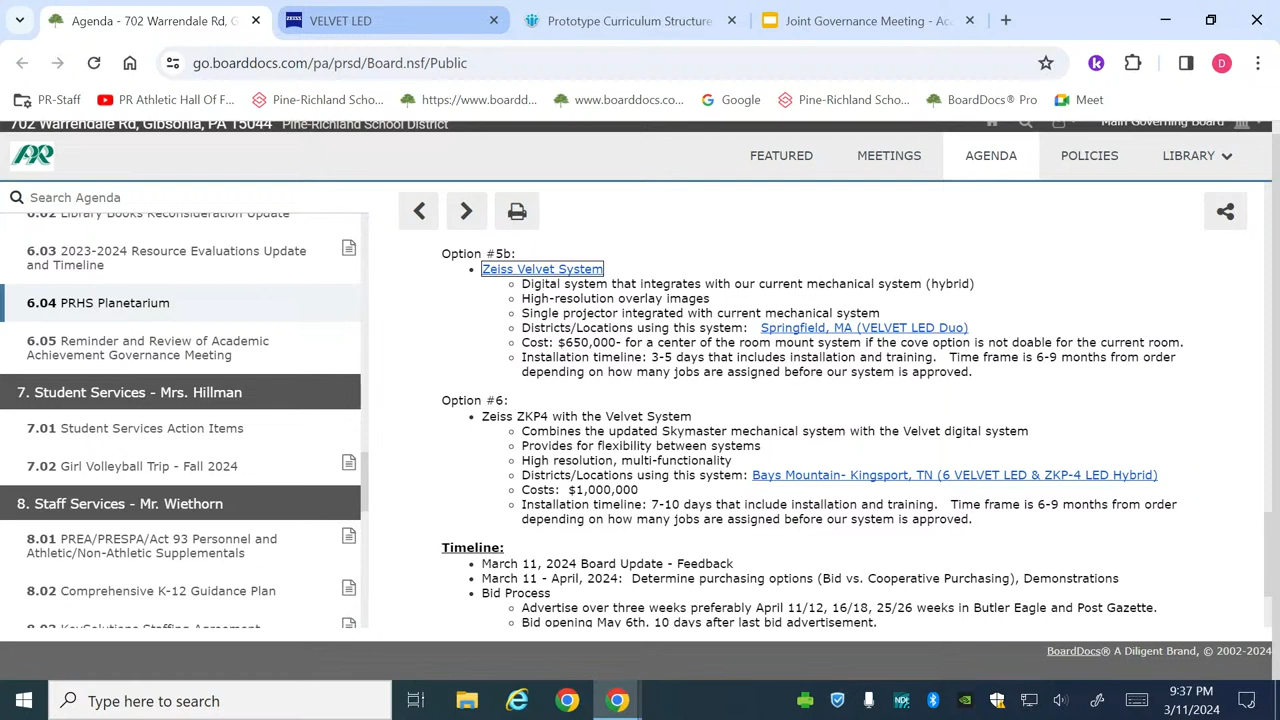 Agenda - 702 Warrendale Rd, G
VELVET LED
Prototype Curriculum Structure
Joint Governance Meeting - Acc
go.boarddocs.com/pa/prsd/Board.nsf/Public
PR-Staff
PR Athletic Hall Of F...
Pine-Richland Scho...
https://www.boardd...
www.boarddocs.co...
Google
Pine-Richland Scho...
BoardDocs® Pro
Meet
702 Warrendale Rd, Gibsonia, PA 15044 Pine-Richland School District
Main Governing Board
FEATURED
MEETINGS
AGENDA
POLICIES
LIBRARY
Search Agenda
6.02 Library Books Reconsideration Update
6.03 2023-2024 Resource Evaluations Update
and Timeline
6.04 PRHS Planetarium
6.05 Reminder and Review of Academic
Achievement Governance Meeting
7. Student Services - Mrs. Hillman
7.01 Student Services Action Items
7.02 Girl Volleyball Trip - Fall 2024
8. Staff Services - Mr. Wiethorn
8.01 PREA/PRESPA/Act 93 Personnel and
Athletic/Non-Athletic Supplementals
8.02 Comprehensive K-12 Guidance Plan
8.03 KeySolutions Staffing Agreement
Option #5b:
Zeiss Velvet System
Digital system that integrates with our current mechanical system (hybrid)
High-resolution overlay images
Single projector integrated with current mechanical system
Districts/Locations using this system: Springfield, MA (VELVET LED Duo)
Cost: $650,000- for a center of the room mount system if the cove option is not doable for the current room.
Installation timeline: 3-5 days that includes installation and training. Time frame is 6-9 months from order
depending on how many jobs are assigned before our system is approved.
Option #6:
Zeiss ZKP4 with the Velvet System
Combines the updated Skymaster mechanical system with the Velvet digital system
Provides for flexibility between systems
High resolution, multi-functionality
Districts/Locations using this system: Bays Mountain- Kingsport, TN (6 VELVET LED & ZKP-4 LED Hybrid)
Costs: $1,000,000
Installation timeline: 7-10 days that include installation and training. Time frame is 6-9 months from order
depending on how many jobs are assigned before our system is approved.
Timeline:
March 11, 2024 Board Update - Feedback
March 11 - April, 2024: Determine purchasing options (Bid vs. Cooperative Purchasing), Demonstrations
Bid Process
Advertise over three weeks preferably April 11/12, 16/18, 25/26 weeks in Butler Eagle and Post Gazette.
Bid opening May 6th, 10 days after last bid advertisement.
BoardDocs® A Diligent Brand, © 2002-2024
Type here to search
9:37 PM
3/11/2024